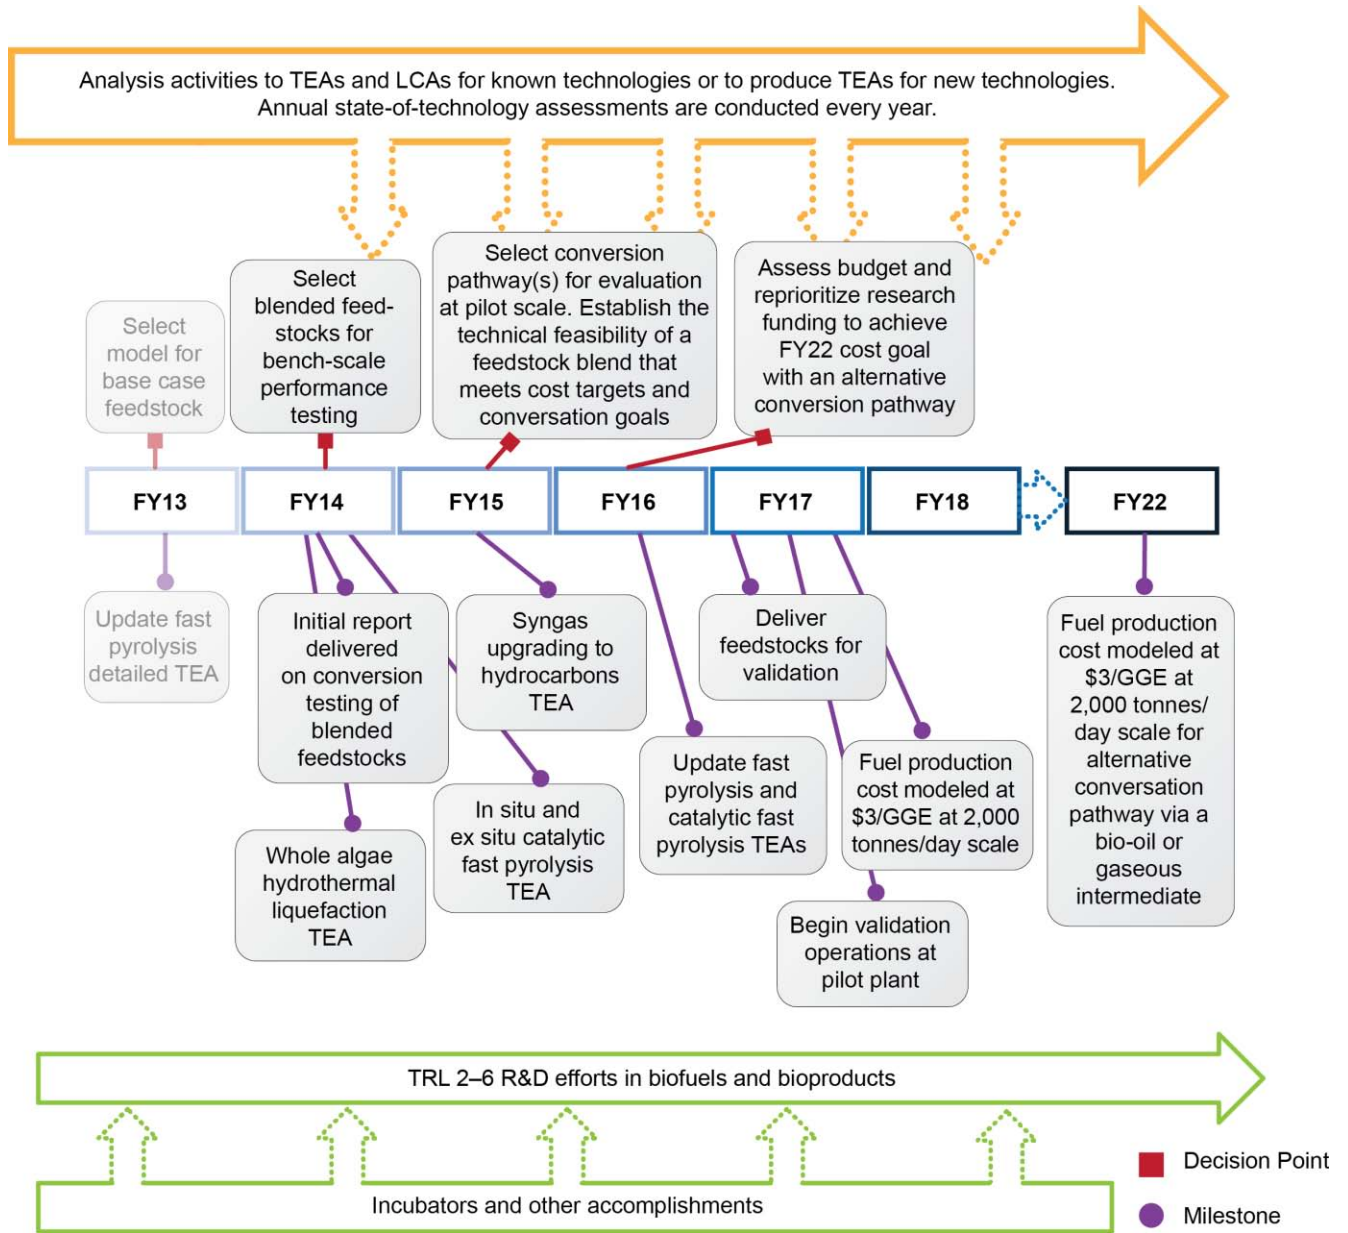 Analysis activities to TEAs and LCAs for known technologies or to produce TEAs for new technologies.
Annual state-of-technology assessments are conducted every year.
Select
model for
base case
feedstock
Select
blended feed-
stocks for
bench-scale
performance
testing
Select conversion
pathway(s) for evaluation
at pilot scale. Establish the
technical feasibility of a
feedstock blend that
meets cost targets and
conversation goals
Assess budget and
reprioritize research
funding to achieve
FY22 cost goal
with an alternative
conversion pathway
FY13
FY14
FY15
FY16
FY17
FY18
FY22
Update fast
pyrolysis
detailed TEA
Initial report
delivered
on conversion
testing of
blended
feedstocks
Whole algae
hydrothermal
liquefaction
TEA
Syngas
upgrading to
hydrocarbons
TEA
In situ and
ex situ catalytic
fast pyrolysis
TEA
Update fast
pyrolysis and
catalytic fast
pyrolysis TEAs
Deliver
feedstocks for
validation
Fuel production
cost modeled at
$3/GGE at 2,000
tonnes/day scale
Begin validation
operations at
pilot plant
Fuel production
cost modeled at
$3/GGE at
2,000 tonnes/
day scale for
alternative
conversation
pathway via a
bio-oil or
gaseous
intermediate
TRL 2–6 R&D efforts in biofuels and bioproducts
Incubators and other accomplishments
Decision Point
Milestone